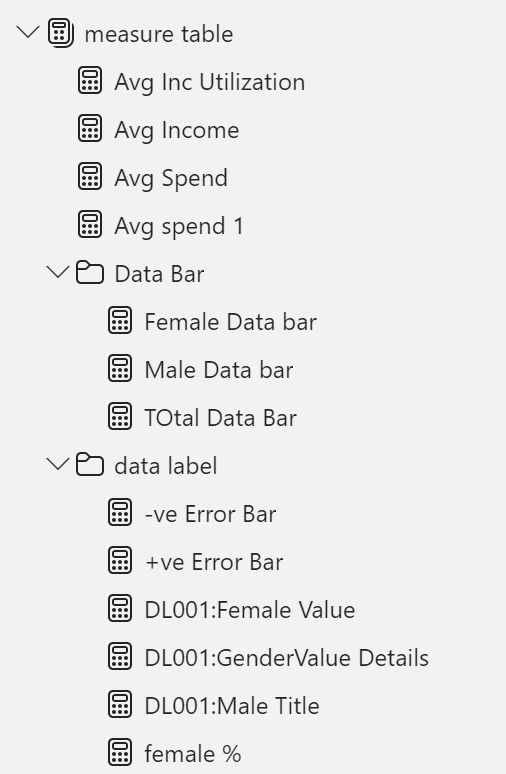 measure table
Avg Inc Utilization
Avg Income
Avg Spend
Avg spend 1
Data Bar
Female Data bar
Male Data bar
TOtal Data Bar
data label
-ve Error Bar
+ve Error Bar
DL001:Female Value
DL001:GenderValue Details
DL001:Male Title
female %